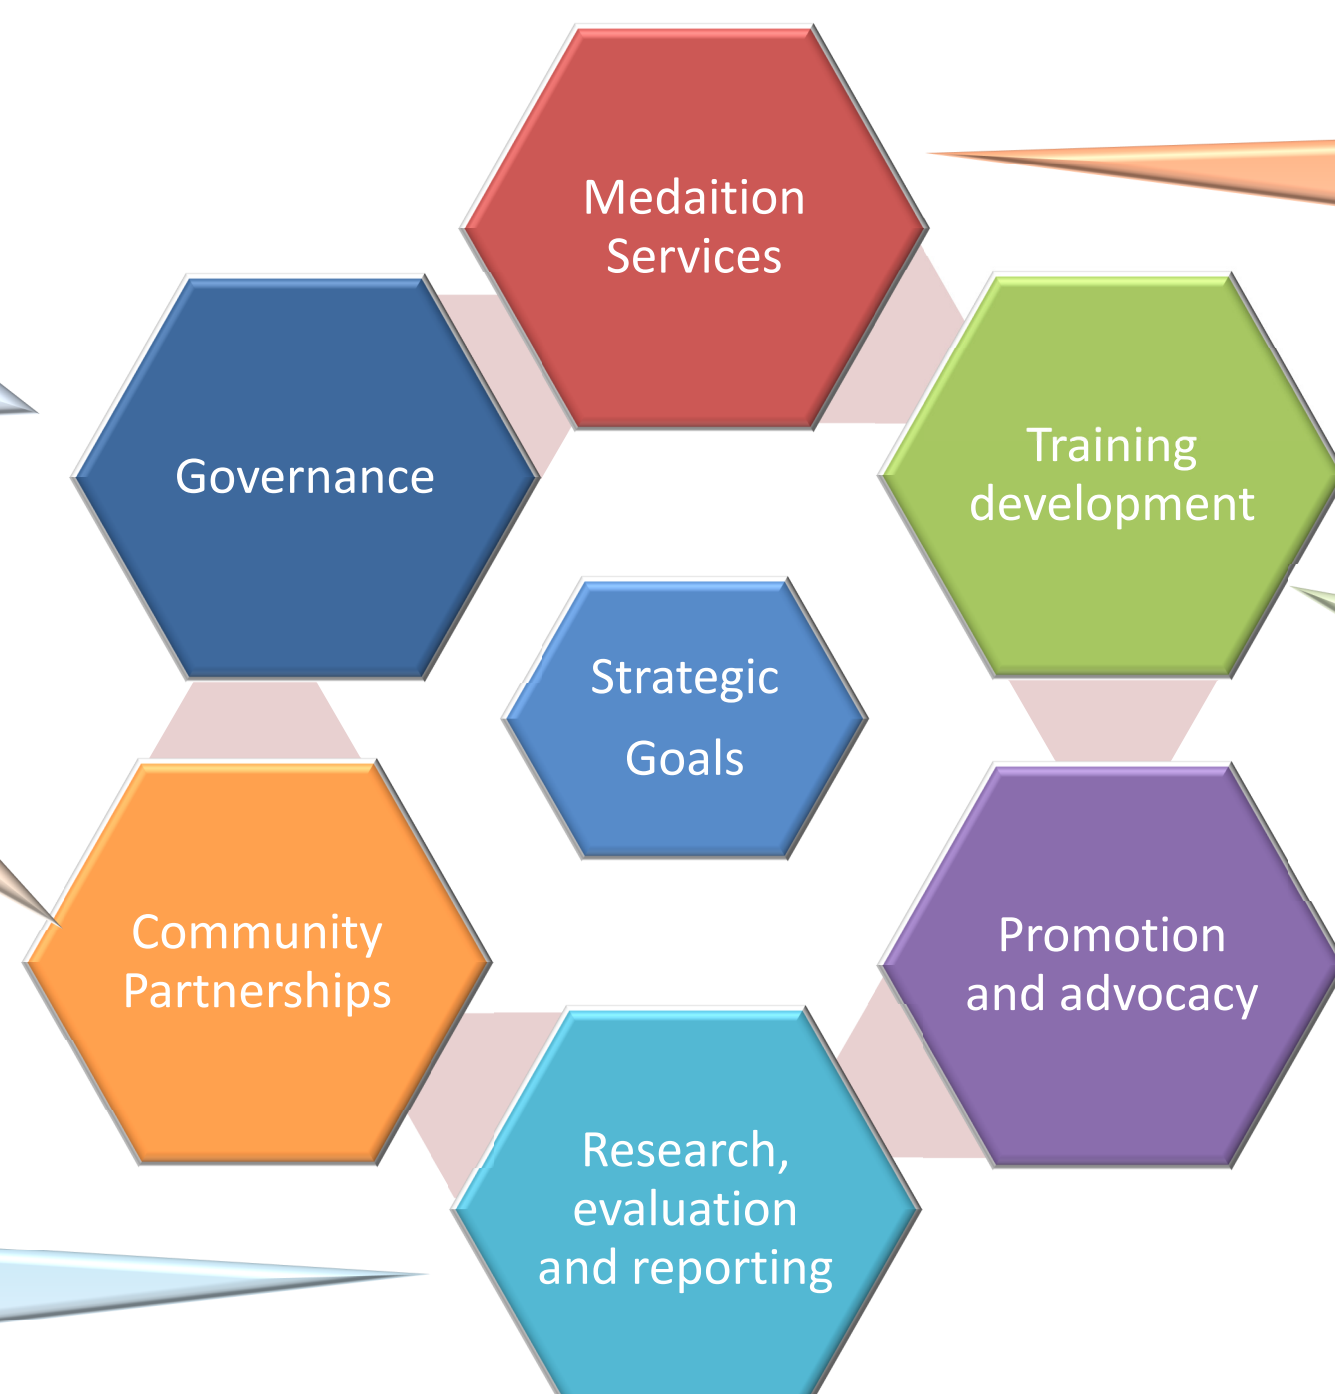 Medaition
Services
Governance
Training
development
Strategic
Goals
Community
Partnerships
Promotion
and advocacy
Research,
evaluation
and reporting